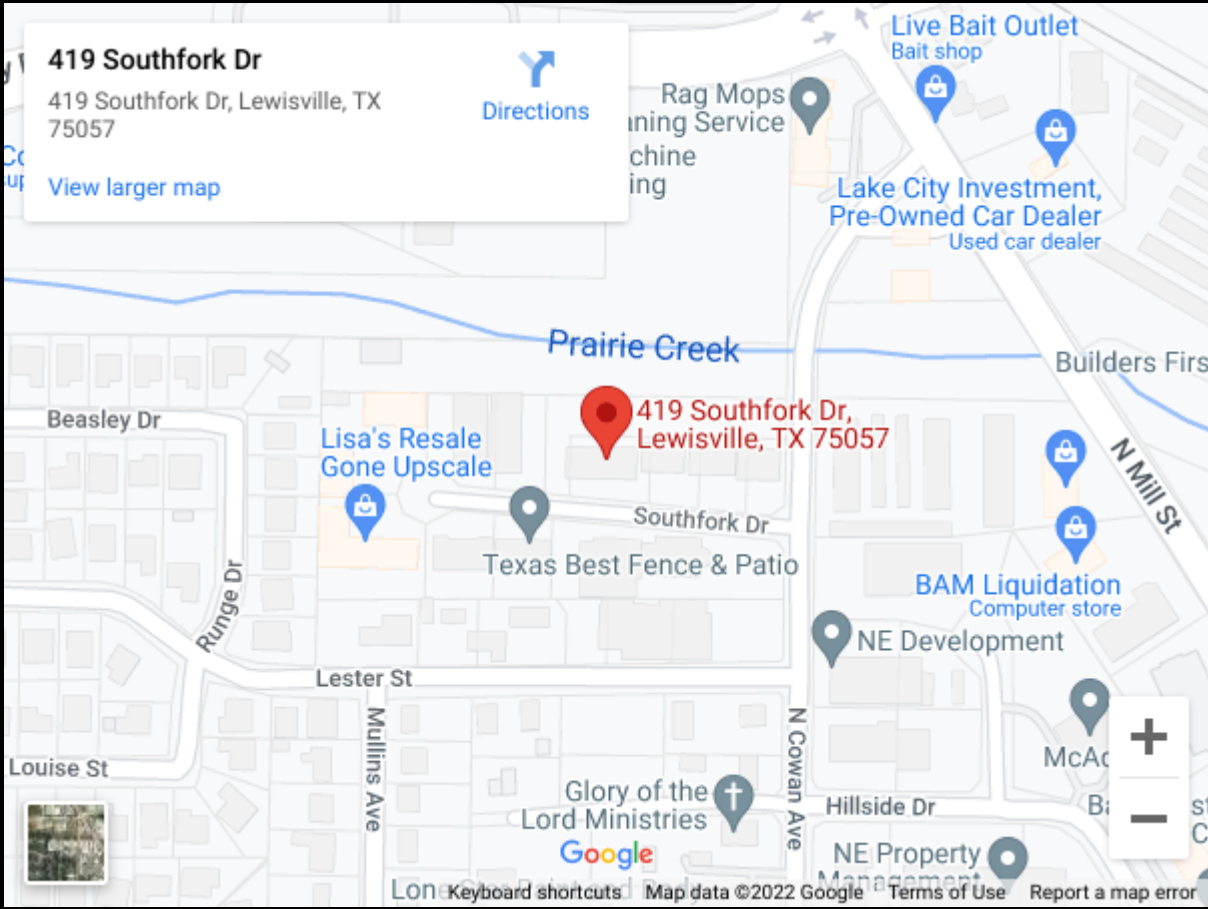 419 Southfork Dr
419 Southfork Dr, Lewisville, TX
75057
Directions
View larger map
Live Bait Outlet
Bait shop
Rag Mops
Service
Lake City Investment,
Pre-Owned Car Dealer
Used car dealer
Prairie Creek
Builders
419 Southfork Dr,
Lewisville, TX 75057
Beasley Dr
Lisa's Resale
Gone Upscale
N Mill St
Southfork Dr
Texas Best Fence & Patio
BAM Liquidation
Computer store
Runge Dr
NE Development
Lester St
Mullins Ave
N Cowan Ave
Louise St
Glory of the
Lord Ministries
Hillside Dr
Google
NE Property
Management
Keyboard shortcuts
Map data ©2022 Google
Terms of Use
Report a map error